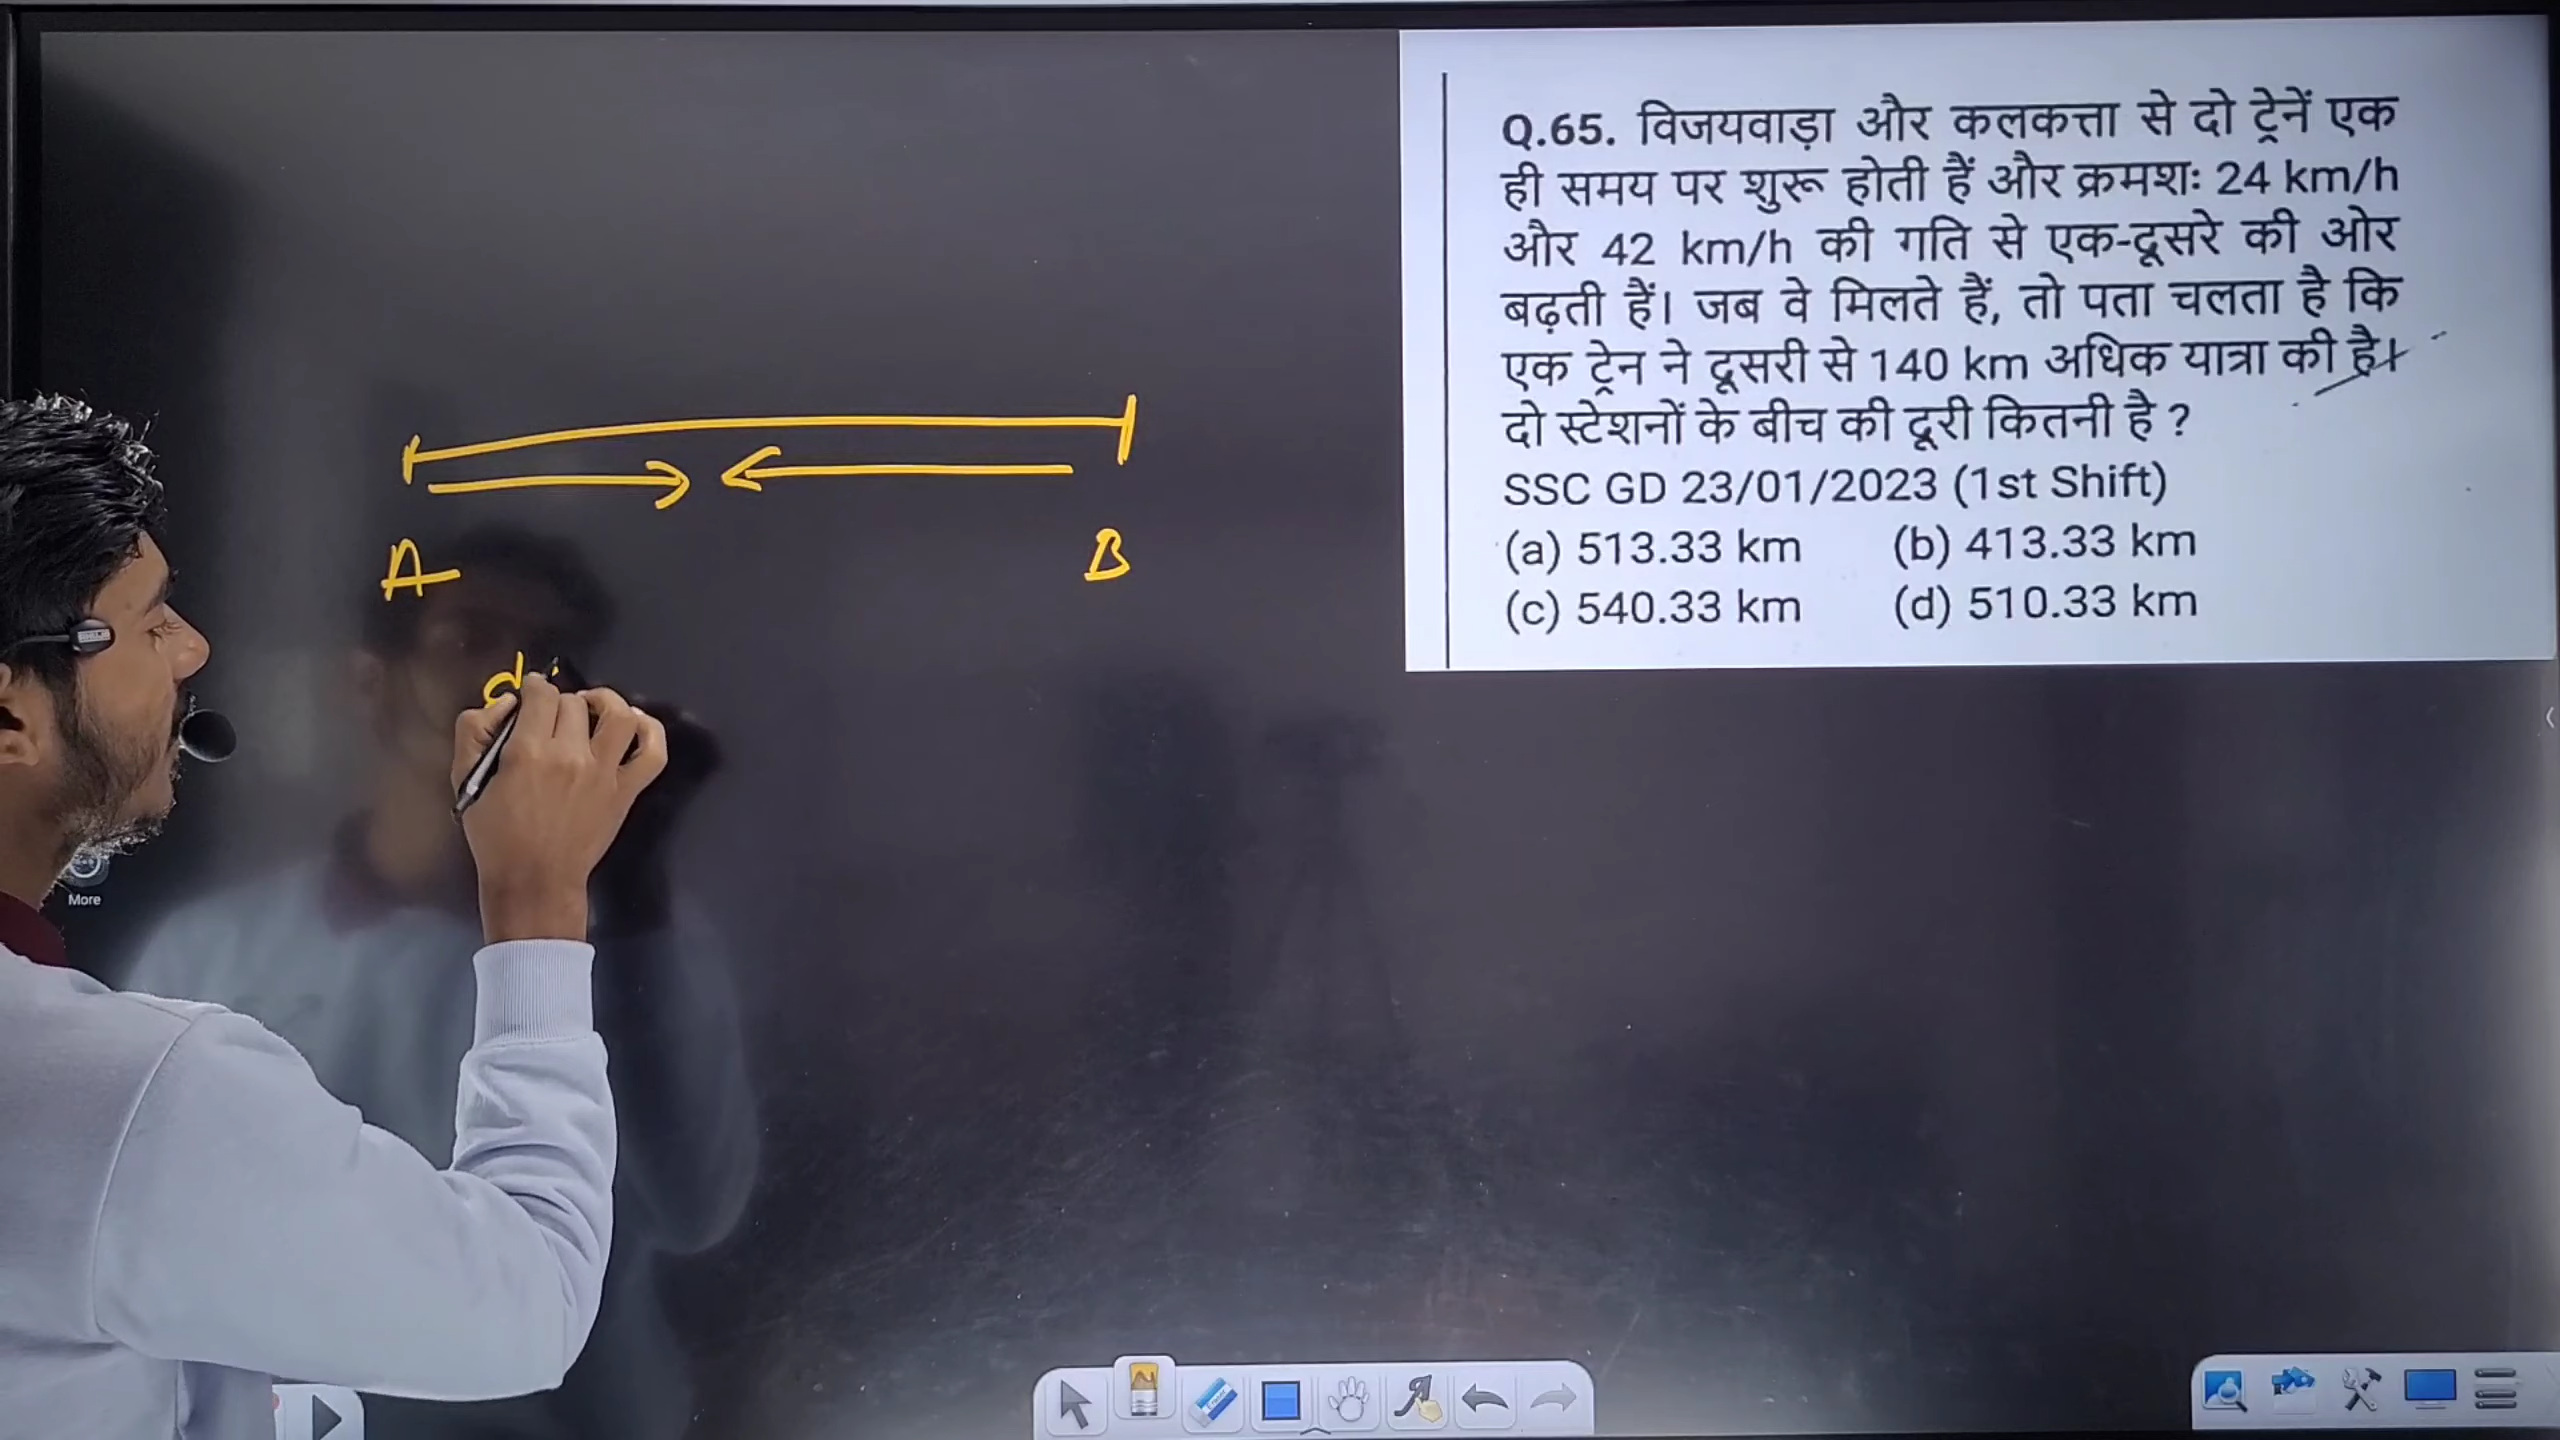 Q.65. विजयवाड़ा और कलकत्ता से दो ट्रेनें एक
ही समय पर शुरू होती हैं और क्रमशः 24 km/h
और 42 km/h की गति से एक-दूसरे की ओर
बढ़ती हैं। जब वे मिलते हैं, तो पता चलता है कि
एक ट्रेन ने दूसरी से 140 km अधिक यात्रा की है।
दो स्टेशनों के बीच की दूरी कितनी है ?
SSC GD 23/01/2023 (1st Shift)
(a) 513.33 km (b) 413.33 km
(c) 540.33 km (d) 510.33 km
A B
More